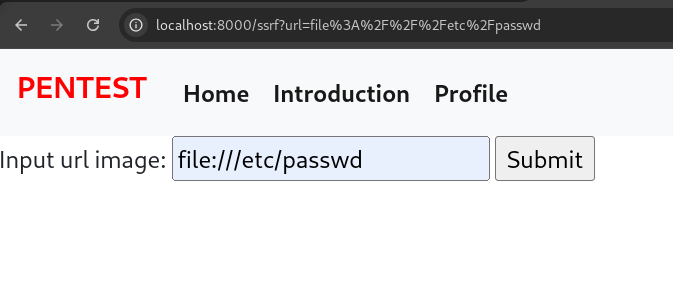 localhost:8000/ssrf?url=file%3A%2F%2F%2Fetc%2Fpasswd
PENTEST Home Introduction Profile
Input url image: file:///etc/passwd Submit